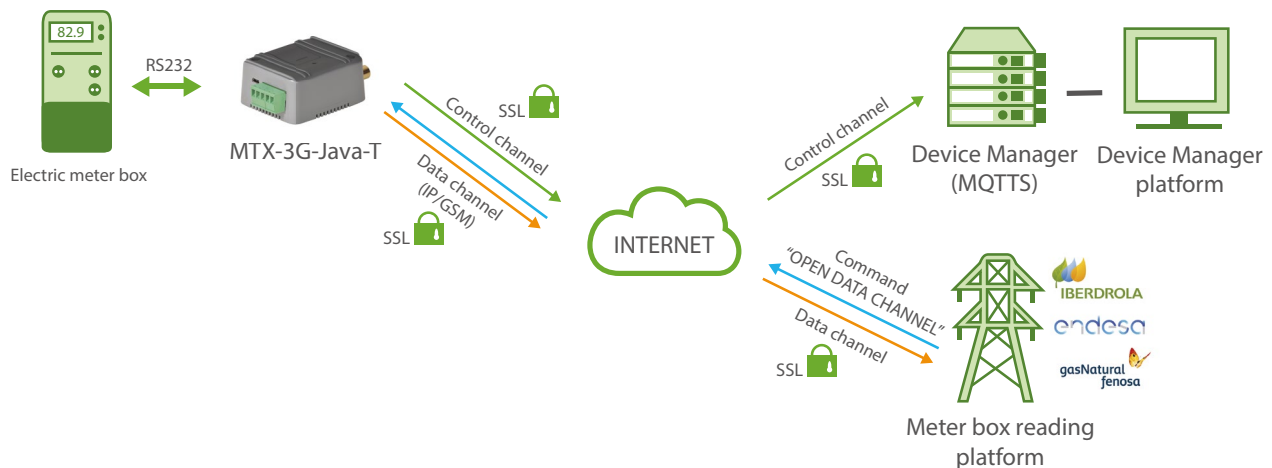 82.9
RS232
Electric meter box
MTX-3G-Java-T
SSL
Control channel
Data channel
(IP/GSM)
SSL
INTERNET
Control channel
SSL
Device Manager
(MQTTS)
Device Manager
platform
Command
"OPEN DATA CHANNEL"
Data channel
SSL
IBERDROLA
endesa
gasNatural
fenosa
Meter box reading
platform